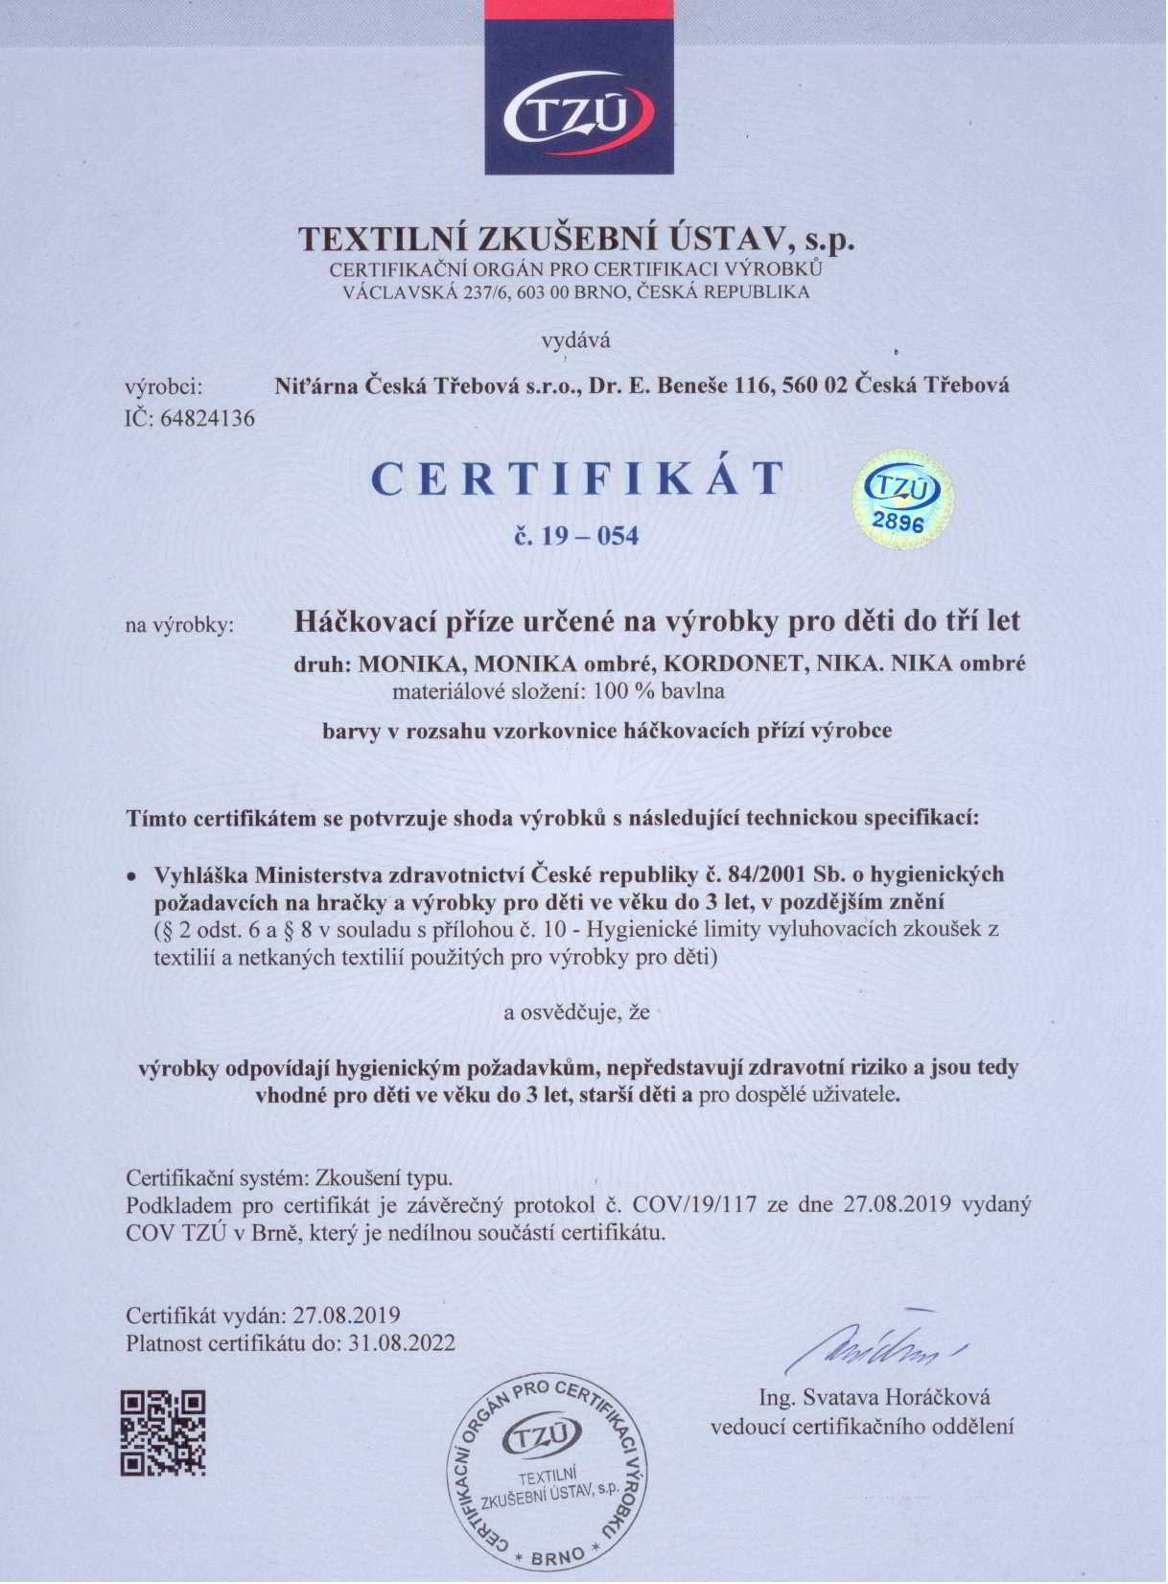 TZÚ
TEXTILNÍ ZKUŠEBNÍ ÚSTAV, s.p.
CERTIFIKAČNÍ ORGÁN PRO CERTIFIKACI VÝROBKŮ
VÁCLAVSKÁ 237/6, 603 00 BRNO, ČESKÁ REPUBLIKA
vydává
výrobci: Niťárna Česká Třebová s.r.o., Dr. E. Beneše 116, 560 02 Česká Třebová
IČ: 64824136
CERTIFIKÁT
TZÚ
2896
č. 19 – 054
na výrobky: Háčkovací příze určené na výrobky pro děti do tří let
druh: MONIKA, MONIKA ombré, KORDONET, NIKA. NIKA ombré
materiálové složení: 100 % bavlna
barvy v rozsahu vzorkovnice háčkovacích přízí výrobce
Tímto certifikátem se potvrzuje shoda výrobků s následující technickou specifikací:
• Vyhláška Ministerstva zdravotnictví České republiky č. 84/2001 Sb. o hygienických
požadavcích na hračky a výrobky pro děti ve věku do 3 let, v pozdějším znění
(§ 2 odst. 6 a § 8 v souladu s přílohou č. 10 - Hygienické limity vyluhovacích zkoušek z
textilií a netkaných textilií použitých pro výrobky pro děti)
a osvědčuje, že
výrobky odpovídají hygienickým požadavkům, nepředstavují zdravotní riziko a jsou tedy
vhodné pro děti ve věku do 3 let, starší děti a pro dospělé uživatele.
Certifikační systém: Zkoušení typu.
Podkladem pro certifikát je závěrečný protokol č. COV/19/117 ze dne 27.08.2019 vydaný
COV TZÚ v Brně, který je nedílnou součástí certifikátu.
Certifikát vydán: 27.08.2019
Platnost certifikátu do: 31.08.2022
Ing. Svatava Horáčková
vedoucí certifikačního oddělení
CERTIFIKAČNÍ ORGÁN PRO CERTIFIKACI VÝROBKŮ
TZÚ
TEXTILNÍ
ZKUŠEBNÍ ÚSTAV, s.p.
* BRNO *